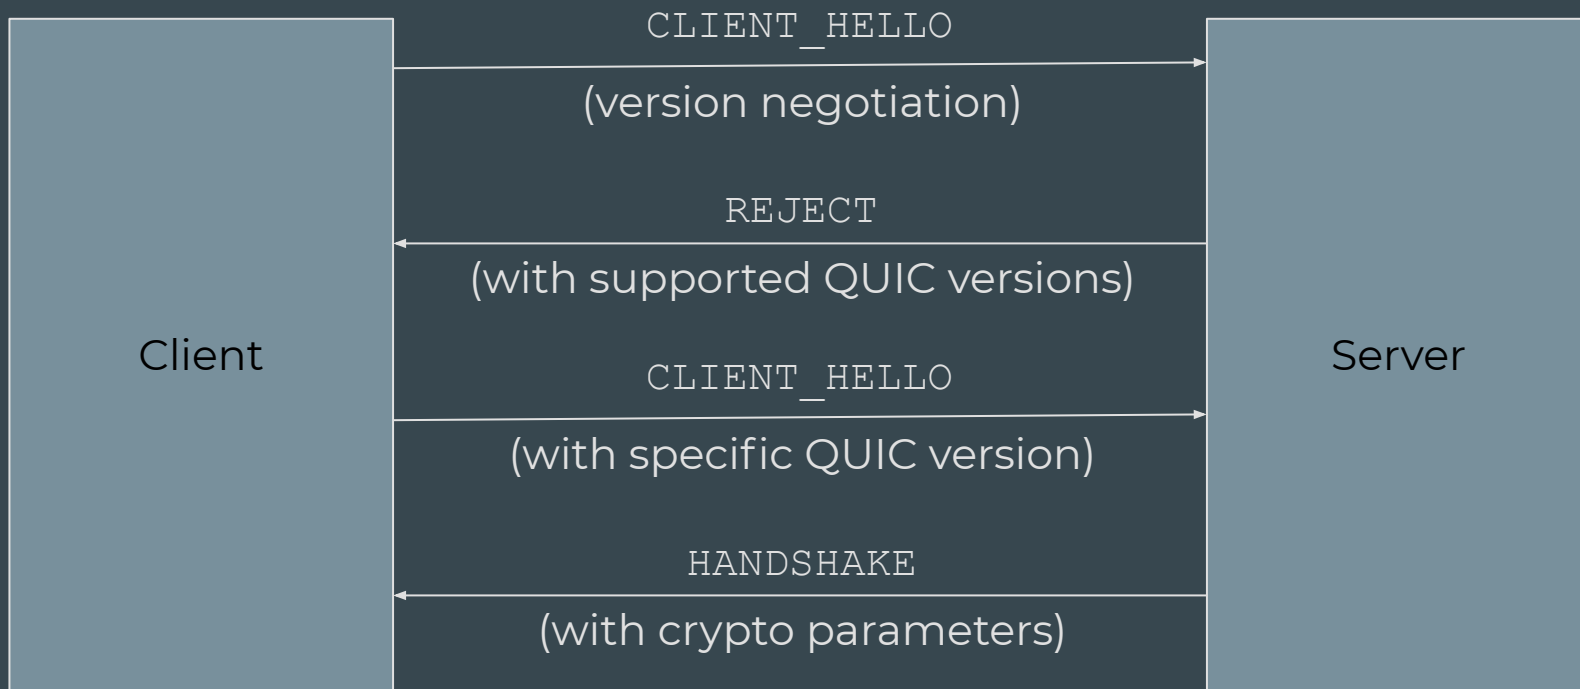 CLIENT_HELLO
(version negotiation)
REJECT
(with supported QUIC versions)
Client
Server
CLIENT_HELLO
(with specific QUIC version)
HANDSHAKE
(with crypto parameters)